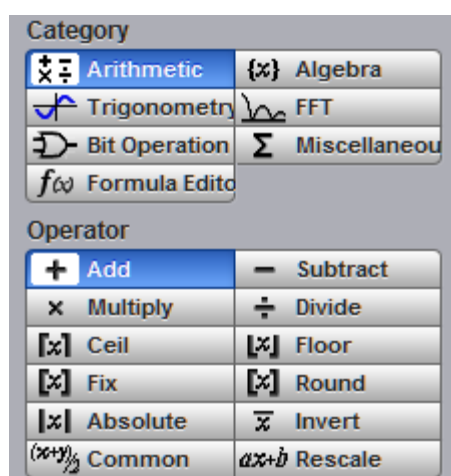 Category
Arithmetic {x} Algebra
Trigonometry FFT
Bit Operation Σ Miscellaneou
f(x) Formula Edito
Operator
+ Add − Subtract
× Multiply ÷ Divide
⌈x⌉ Ceil ⌊x⌋ Floor
[x] Fix [x] Round
|x| Absolute x̅ Invert
(x+y)/2 Common ax+b Rescale